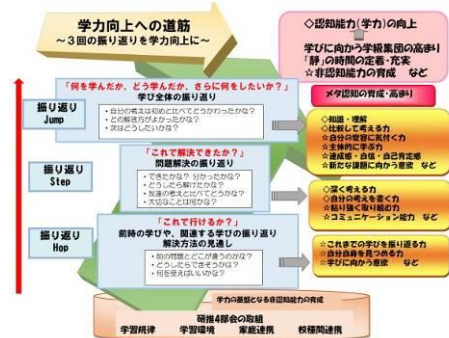 学力向上への道筋
～３回の振り返りを学力向上に～
◇認知能力(学力)の向上
学びに向かう学級集団の高まり
「静」の時間の定着・充実
☆非認知能力の育成　など
メタ認知の育成・高まり
振り返り
Jump
「何を学んだか、どう学んだか、さらに何をしたいか？」
学び全体の振り返り
・自分の考えは初めと比べてどうかわったかな？
・どの解き方がよかったかな？
・次はどうしたいかな？
◇知識・理解
◇比較して考える力
☆自分の変容に気付く力
☆主体的に学ぶ力
☆達成感・自信・自己肯定感
☆新たな課題に向かう意欲　など
振り返り
Step
「これで解決できたか？」
問題解決の振り返り
・できたかな？　分かったかな？
・どうしたら解けたかな？
・友達の考えと比べてどうかな？
・大切なことは何かな？
◇深く考える力
◇自分の考えを書く力
☆粘り強く取り組む力
☆コミュニケーション能力　など
振り返り
Hop
「これで行けるか？」
前時の学びや、関連する学びの振り返り
解決方法の見通し
・前の問題とどこが違うのかな？
・どうしたらできそうかな？
・何を使えばいいかな？
☆これまでの学びを振り返る力
☆自分自身を見つめる力
☆学びに向かう意欲　など
学力の基盤となる非認知能力の育成
研推４部会の取組
学習規律　学習環境　家庭連携　校種間連携